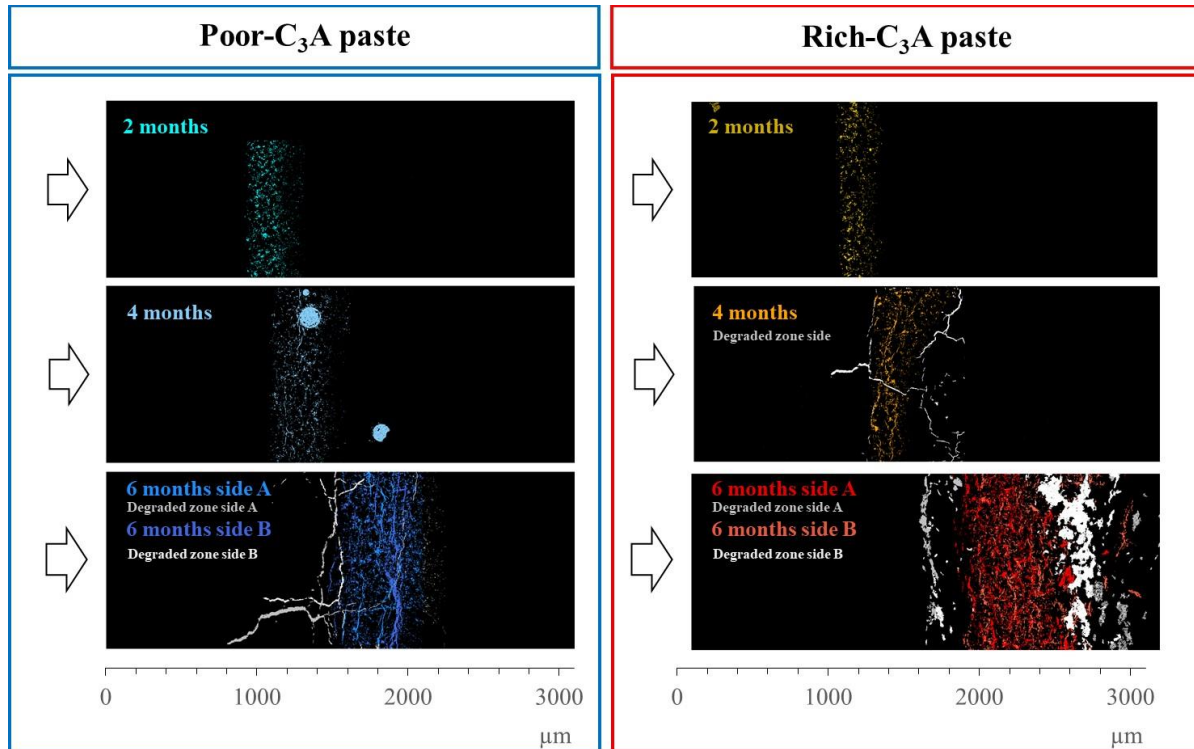 Poor-C₃A paste
2 months
4 months
6 months side A
Degraded zone side A
6 months side B
Degraded zone side B
0 1000 2000 3000
µm
Rich-C₃A paste
2 months
4 months
Degraded zone side
6 months side A
Degraded zone side A
6 months side B
Degraded zone side B
0 1000 2000 3000
µm